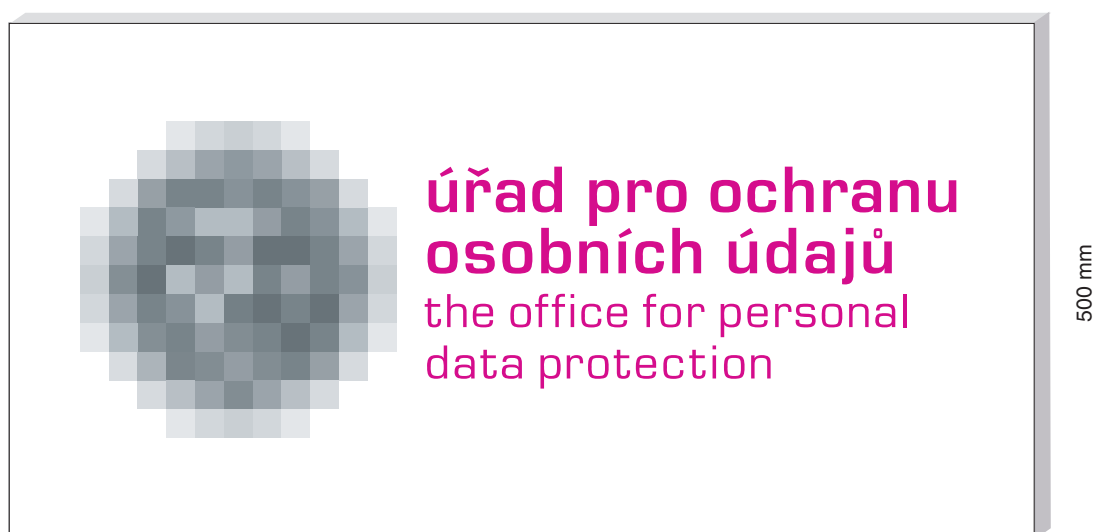 úřad pro ochranu
osobních údajů
the office for personal
data protection
500 mm